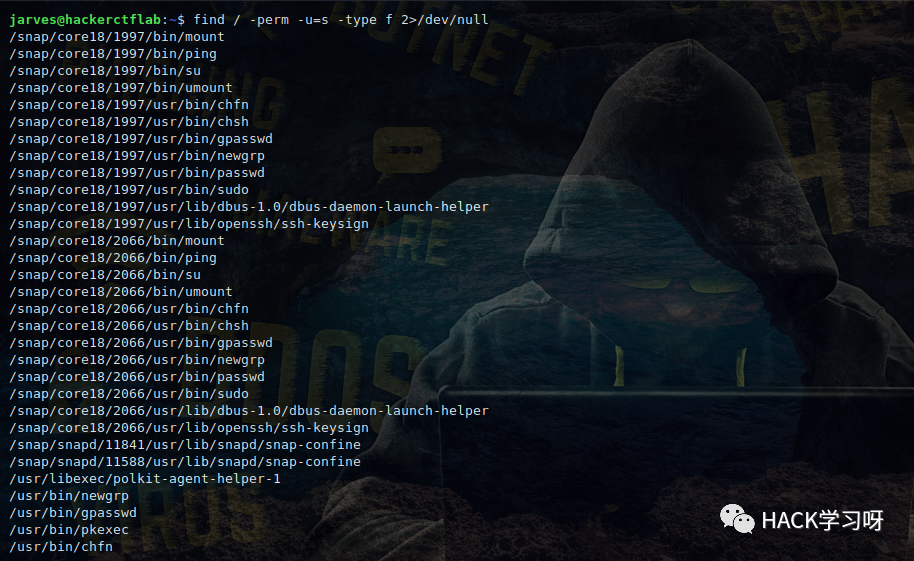 jarves@hackerctflab:~$ find / -perm -u=s -type f 2>/dev/null
/snap/core18/1997/bin/mount
/snap/core18/1997/bin/ping
/snap/core18/1997/bin/su
/snap/core18/1997/bin/umount
/snap/core18/1997/usr/bin/chfn
/snap/core18/1997/usr/bin/chsh
/snap/core18/1997/usr/bin/gpasswd
/snap/core18/1997/usr/bin/newgrp
/snap/core18/1997/usr/bin/passwd
/snap/core18/1997/usr/bin/sudo
/snap/core18/1997/usr/lib/dbus-1.0/dbus-daemon-launch-helper
/snap/core18/1997/usr/lib/openssh/ssh-keysign
/snap/core18/2066/bin/mount
/snap/core18/2066/bin/ping
/snap/core18/2066/bin/su
/snap/core18/2066/bin/umount
/snap/core18/2066/usr/bin/chfn
/snap/core18/2066/usr/bin/chsh
/snap/core18/2066/usr/bin/gpasswd
/snap/core18/2066/usr/bin/newgrp
/snap/core18/2066/usr/bin/passwd
/snap/core18/2066/usr/bin/sudo
/snap/core18/2066/usr/lib/dbus-1.0/dbus-daemon-launch-helper
/snap/core18/2066/usr/lib/openssh/ssh-keysign
/snap/snapd/11841/usr/lib/snapd/snap-confine
/snap/snapd/11588/usr/lib/snapd/snap-confine
/usr/libexec/polkit-agent-helper-1
/usr/bin/newgrp
/usr/bin/gpasswd
/usr/bin/pkexec
/usr/bin/chfn
HACK学习呀